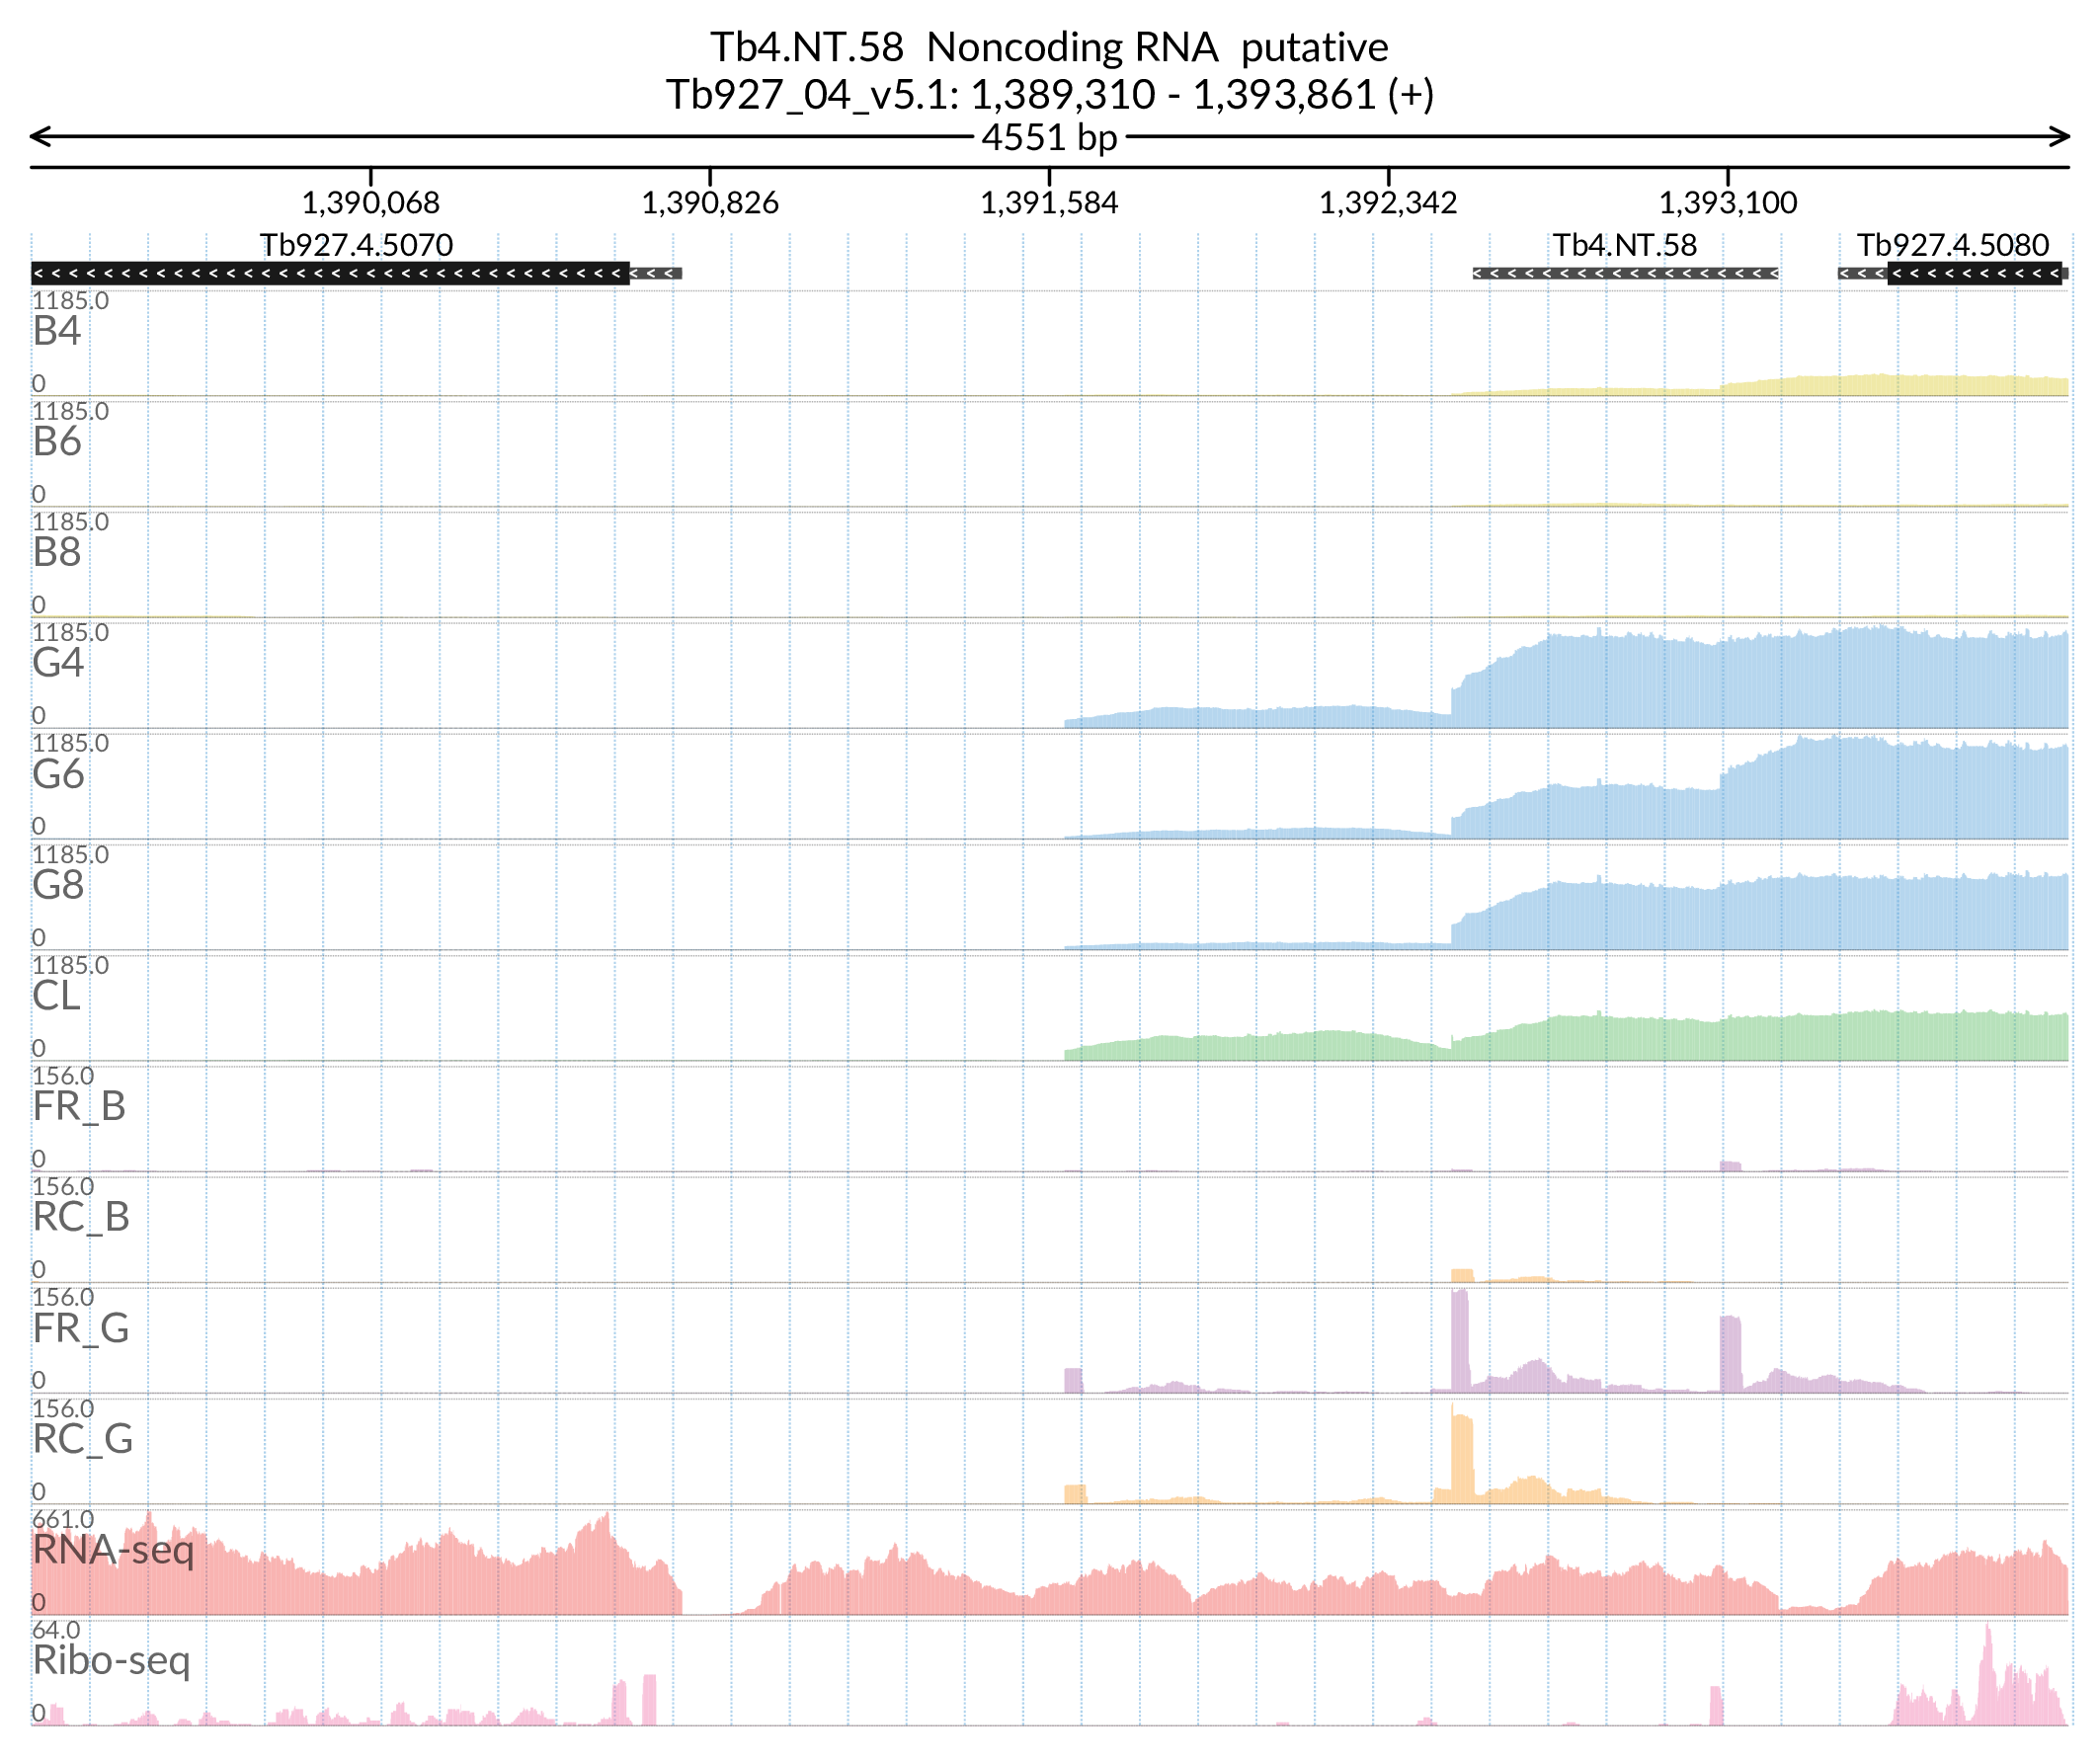 Tb4.NT.58 Noncoding RNA putative
Tb927_04_v5.1: 1,389,310 - 1,393,861 (+)
4551 bp
1,390,068 1,390,826 1,391,584 1,392,342 1,393,100
Tb927.4.5070 Tb4.NT.58 Tb927.4.5080
1185.0
B4
0
1185.0
B6
0
1185.0
B8
0
1185.0
G4
0
1185.0
G6
0
1185.0
G8
0
1185.0
CL
0
156.0
FR_B
0
156.0
RC_B
0
156.0
FR_G
0
156.0
RC_G
0
661.0
RNA-seq
0
64.0
Ribo-seq
0